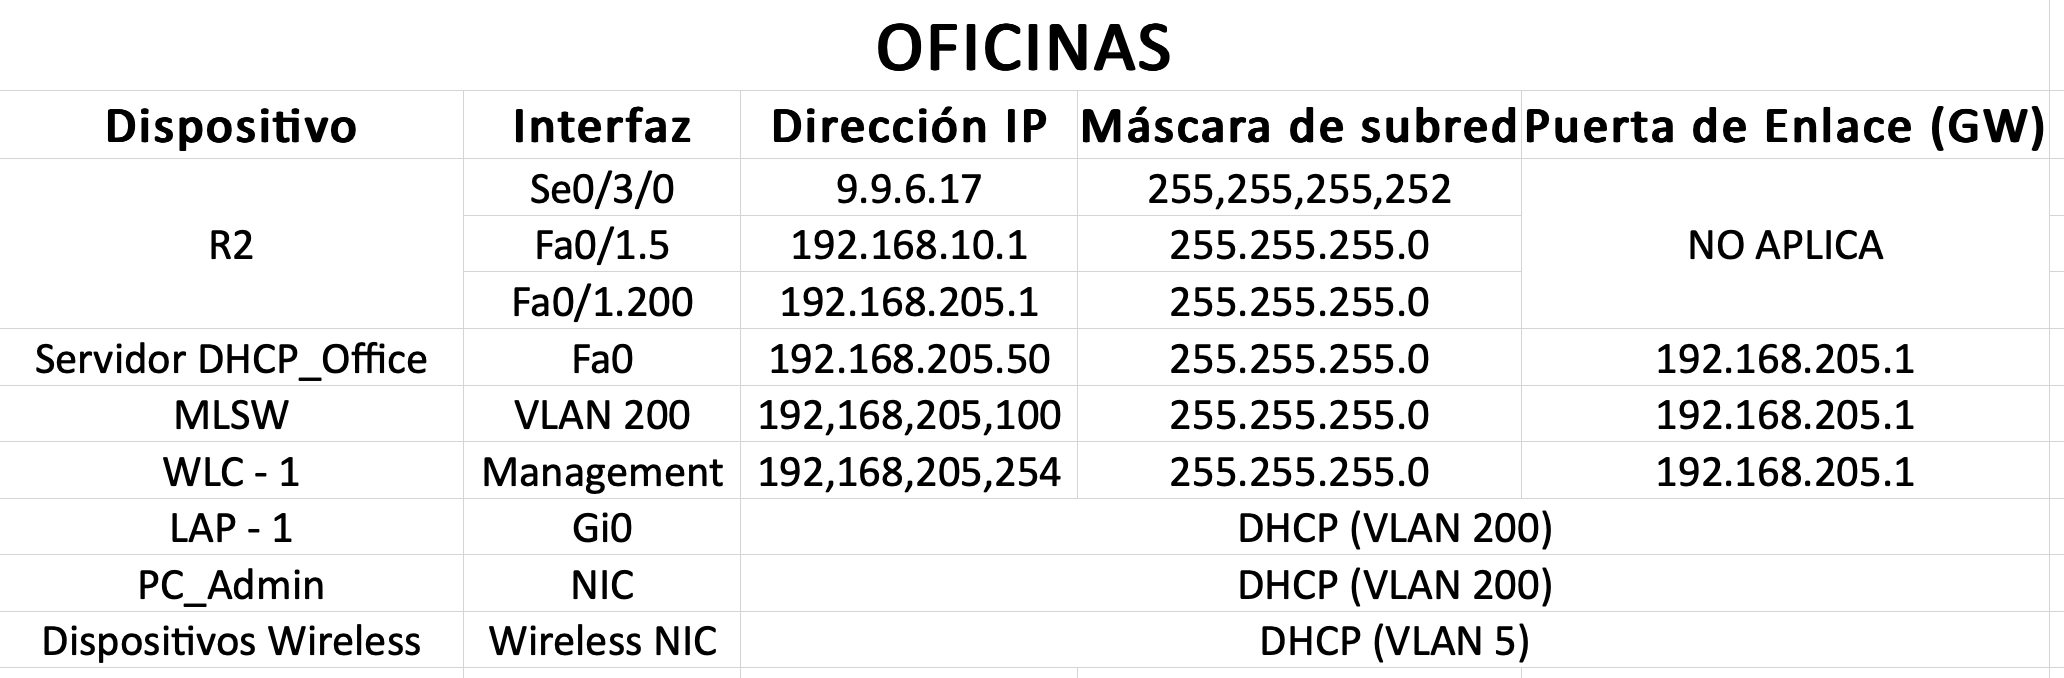 OFICINAS
Dispositivo Interfaz Dirección IP Máscara de subred Puerta de Enlace (GW)
Se0/3/0 9.9.6.17 255,255,255,252
R2 Fa0/1.5 192.168.10.1 255.255.255.0 NO APLICA
Fa0/1.200 192.168.205.1 255.255.255.0
Servidor DHCP_Office Fa0 192.168.205.50 255.255.255.0 192.168.205.1
MLSW VLAN 200 192,168,205,100 255.255.255.0 192.168.205.1
WLC - 1 Management 192,168,205,254 255.255.255.0 192.168.205.1
LAP - 1 Gi0 DHCP (VLAN 200)
PC_Admin NIC DHCP (VLAN 200)
Dispositivos Wireless Wireless NIC DHCP (VLAN 5)